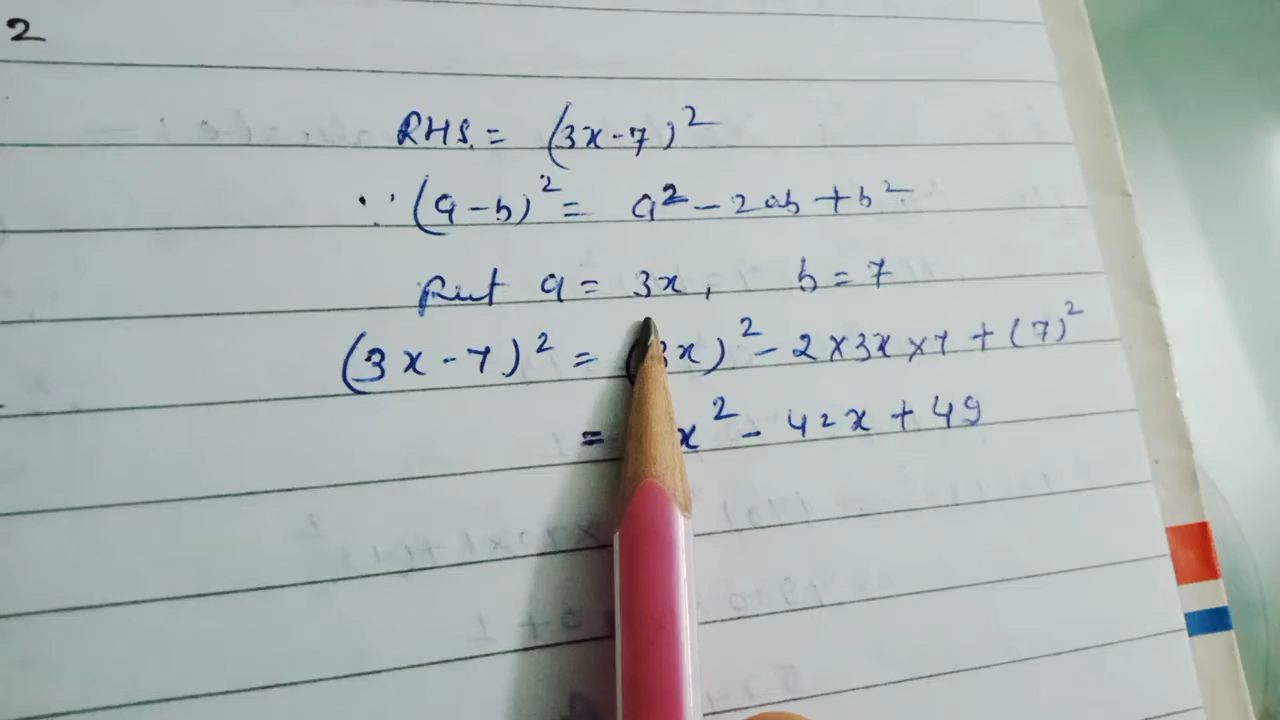 2
RHS = (3x-7)²
∵ (a-b)² = a² - 2ab + b²
Put a = 3x, b = 7
(3x-7)² = (3x)² - 2×3x×7 + (7)²
= x² - 42x + 49